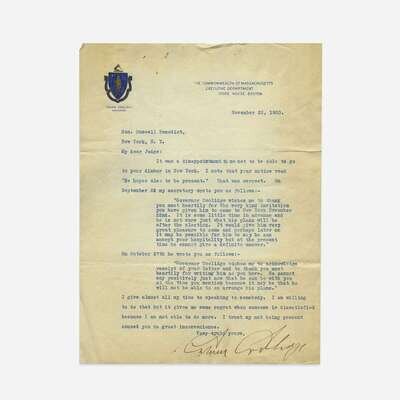 THE COMMONWEALTH OF MASSACHUSETTS
EXECUTIVE DEPARTMENT
STATE HOUSE BOSTON
CALVIN COOLIDGE
GOVERNOR
November 22, 1920.
Hon. Russell Benedict,
New York, N. Y.
My dear Judge:
It was a disappointment to me not to be able to go
to your dinner in New York. I note that your notice read
"He hopes also to be present." That was correct. On
September 22 my secretary wrote you as follows:-
"Governor Coolidge wishes me to thank
you most heartily for the very kind invitation
you have given him to come to New York November
22nd. It is some little time in advance and
he is not sure just what his plans will be
after the election. It would give him very
great pleasure to come and perhaps later on
it may be possible for him to say he can
accept your hospitality but at the present
time he cannot give a definite answer."
On October 27th he wrote you as follows:-
"Governor Coolidge wishes me to acknowledge
receipt of your letter and to thank you most
heartily for writing him as you have. He cannot
say positively just now that he can be with you
at the time you mention because it may be that he
will not be able to so arrange his plans."
I give almost all my time to speaking to somebody. I am willing
to do that but it gives me some regret when someone is dissatisfied
because I am not able to do more. I trust my not being present
caused you no great inconvenience.
Very truly yours,
Calvin Coolidge